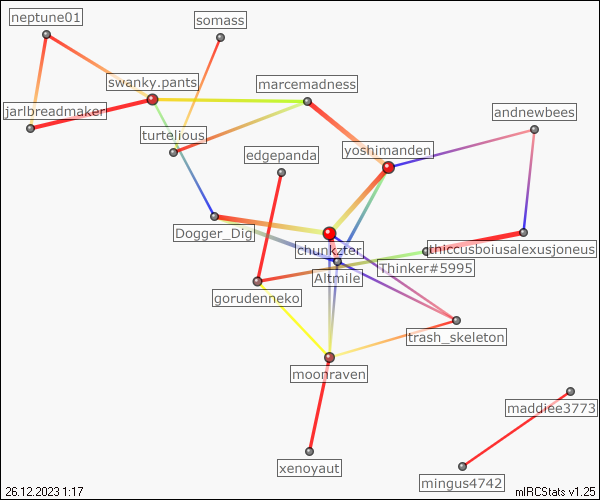 neptune01
somass
swanky.pants
marcemadness
jarlbreadmaker
andnewbees
turtelious
edgepanda
yoshimanden
Dogger_Dig
chunkzter
thiccusboiusalexusjoneus
Altmile
Thinker#5995
gorudenneko
trash_skeleton
moonraven
maddiee3773
xenoyaut
mingus4742
26.12.2023 1:17
mIRCStats v1.25